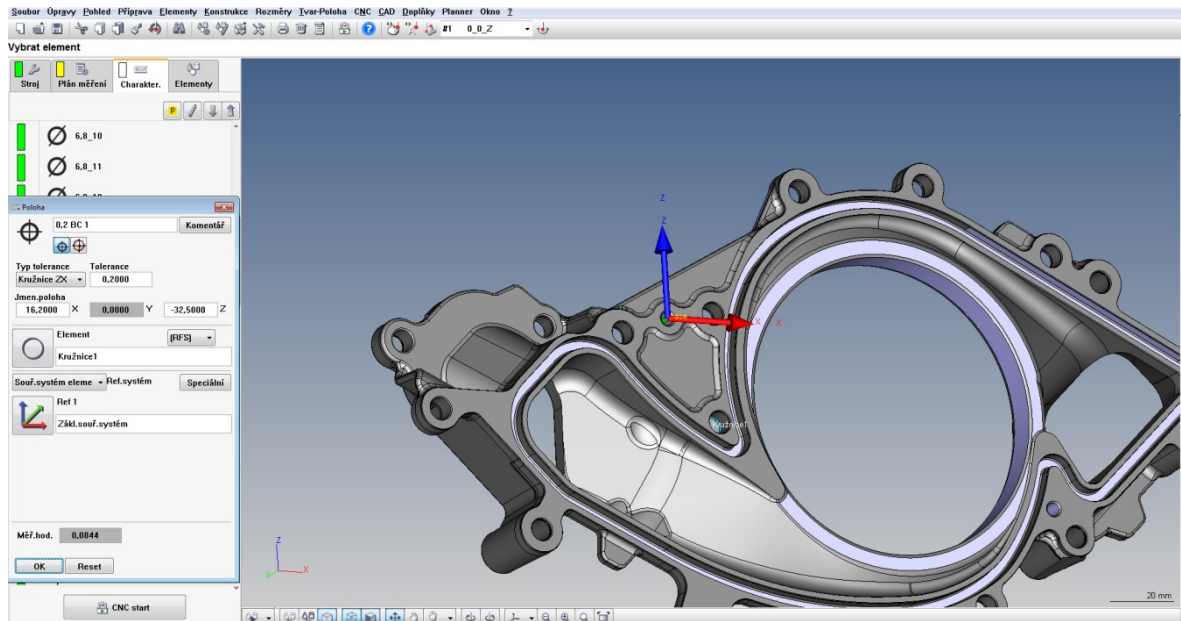 Soubor Úpravy Pohled Příprava Elementy Konstrukce Rozměry Tvar-Poloha CNC CAD Doplňky Planner Okno ?
#1 0_0_Z
Vybrat element
Stroj Plán měření Charakter. Elementy
P
6,8_10
6,8_11
Poloha
0,2 BC 1 Komentář
Typ tolerance Tolerance
Kružnice ZX 0,2000
Jmen.poloha
16,2000 X 0,0000 Y -32,5000 Z
Element (RFS)
Kružnice1
Souř.systém eleme Ref.systém Speciální
Ref 1
Zákl.souř.systém
Měř.hod. 0,0844
OK Reset
CNC start
Z
Z
X X
Kružnice1
Z
Y X
20 mm